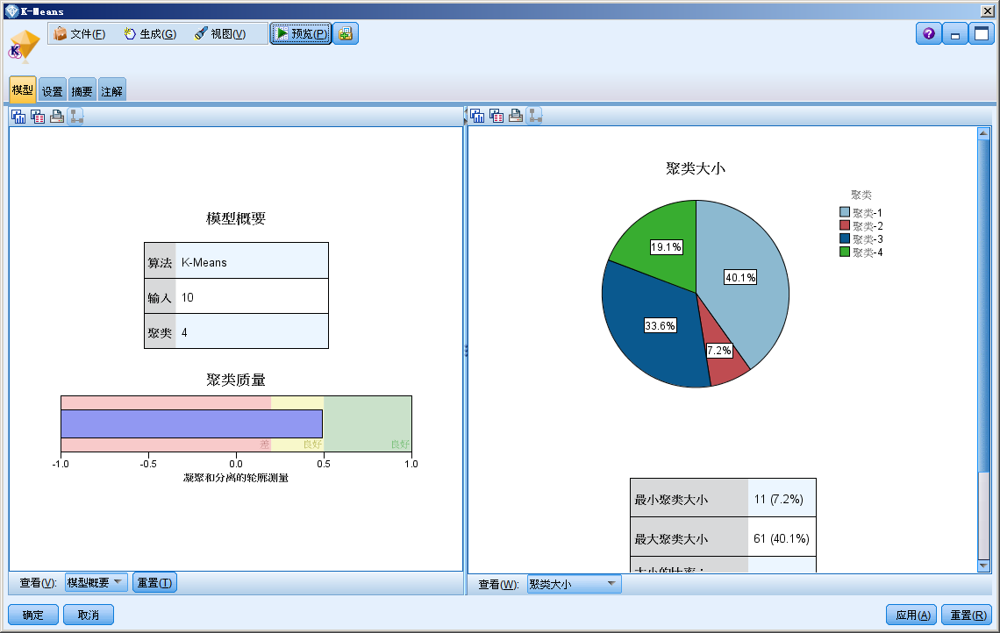 K-Means
文件(F) 生成(G) 视图(V) 预览(P)
K
模型 设置 摘要 注解
模型概要
算法 K-Means
输入 10
聚类 4
聚类质量
差 良好 良好
-1.0 -0.5 0.0 0.5 1.0
凝聚和分离的轮廓测量
查看(V): 模型概要 重置(T)
聚类大小
聚类
聚类-1
聚类-2
聚类-3
聚类-4
19.1%
40.1%
33.6%
7.2%
最小聚类大小 11 (7.2%)
最大聚类大小 61 (40.1%)
大小的比率：
查看(W): 聚类大小
确定 取消 应用(A) 重置(R)